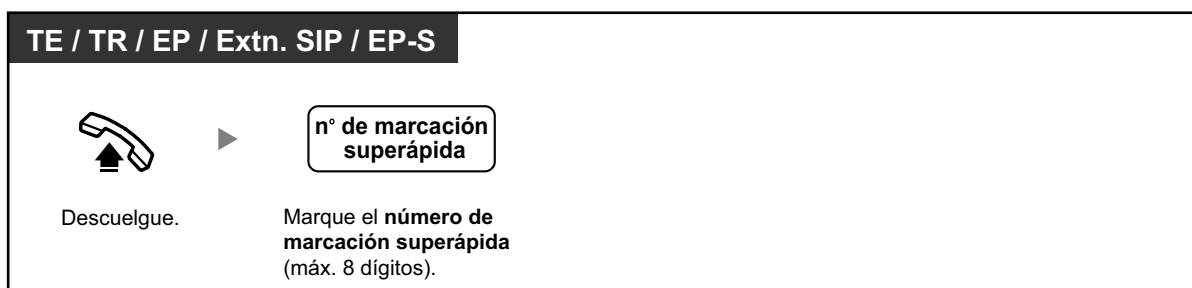 TE / TR / EP / Extn. SIP / EP-S
n° de marcación
superápida
Descuelgue.
Marque el número de
marcación superápida
(máx. 8 dígitos).